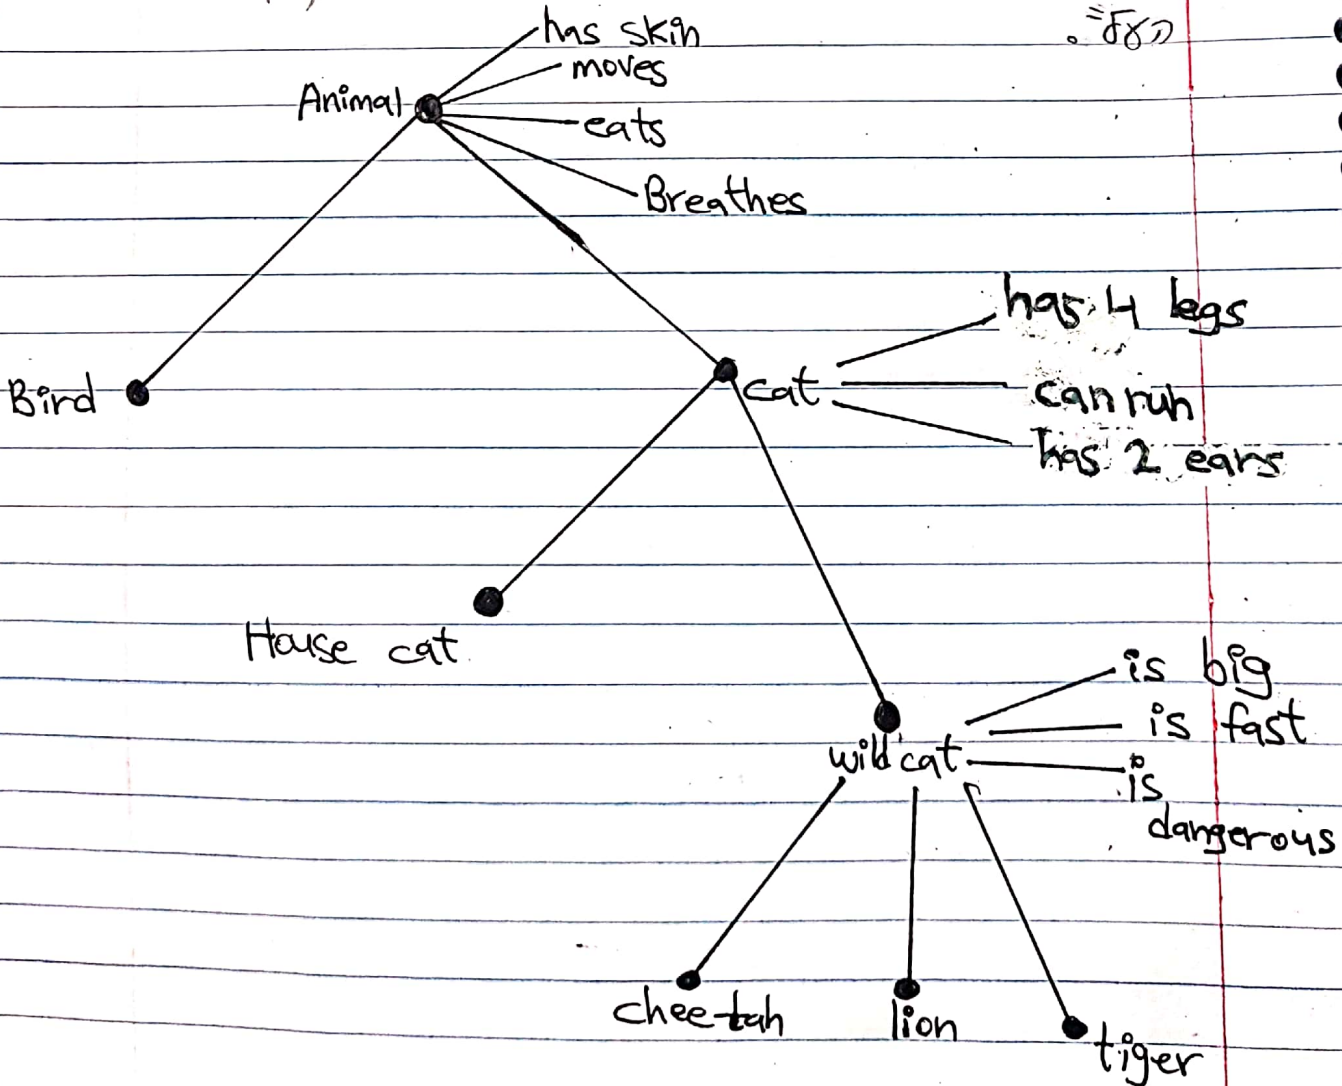 has skin
moves
Animal
eats
Breathes
has 4 legs
Bird
cat
can run
has 2 ears
House cat
is big
is fast
wild cat
is
dangerous
cheetah
lion
tiger